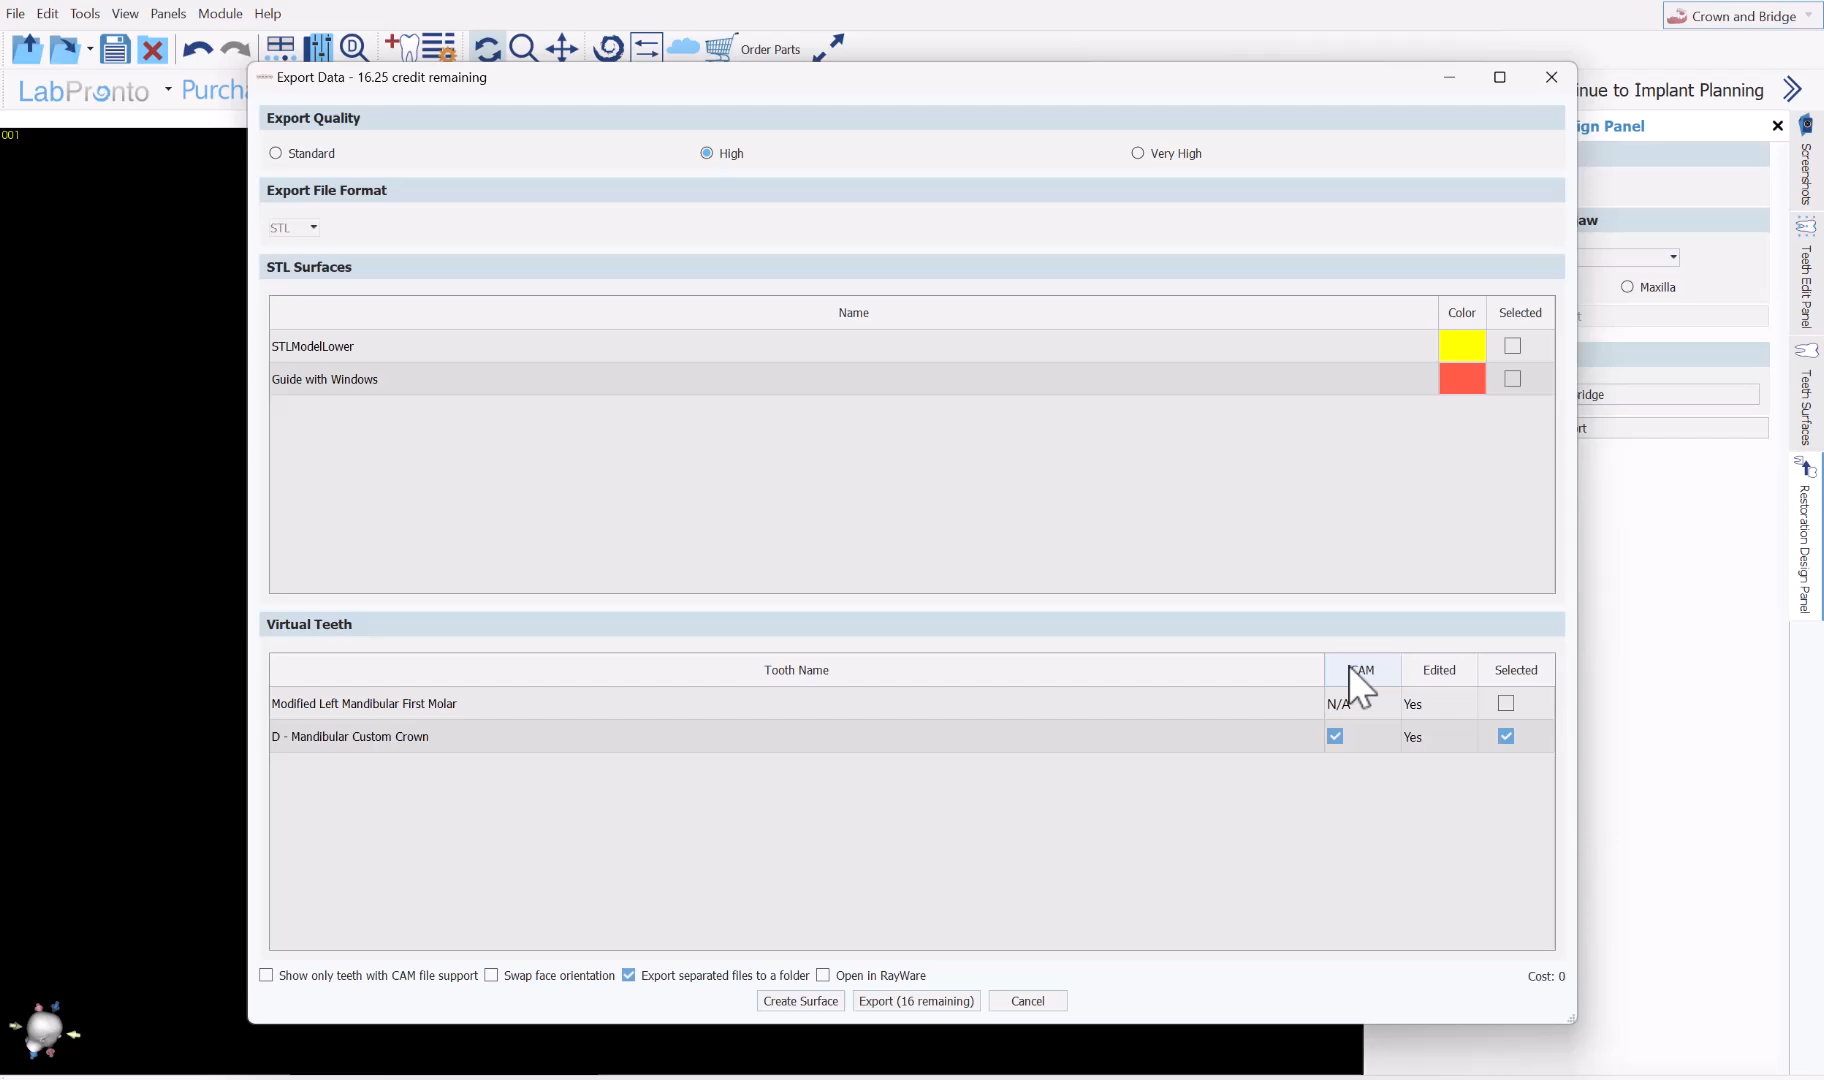 File Edit Tools View Panels Module Help
Crown and Bridge
Order Parts
LabPronto Purcha
Export Data - 16.25 credit remaining
inue to Implant Planning
001
Export Quality
ign Panel
Standard High Very High
Export File Format
STL
aw
Maxilla
STL Surfaces
Name Color Selected
STLModelLower
Guide with Windows
ridge
rt
Virtual Teeth
Tooth Name CAM Edited Selected
Modified Left Mandibular First Molar N/A Yes
D - Mandibular Custom Crown Yes
Show only teeth with CAM file support Swap face orientation Export separated files to a folder Open in RayWare Cost: 0
Create Surface Export (16 remaining) Cancel
Screenshots
Teeth Edit Panel
Teeth Surfaces
Restoration Design Panel